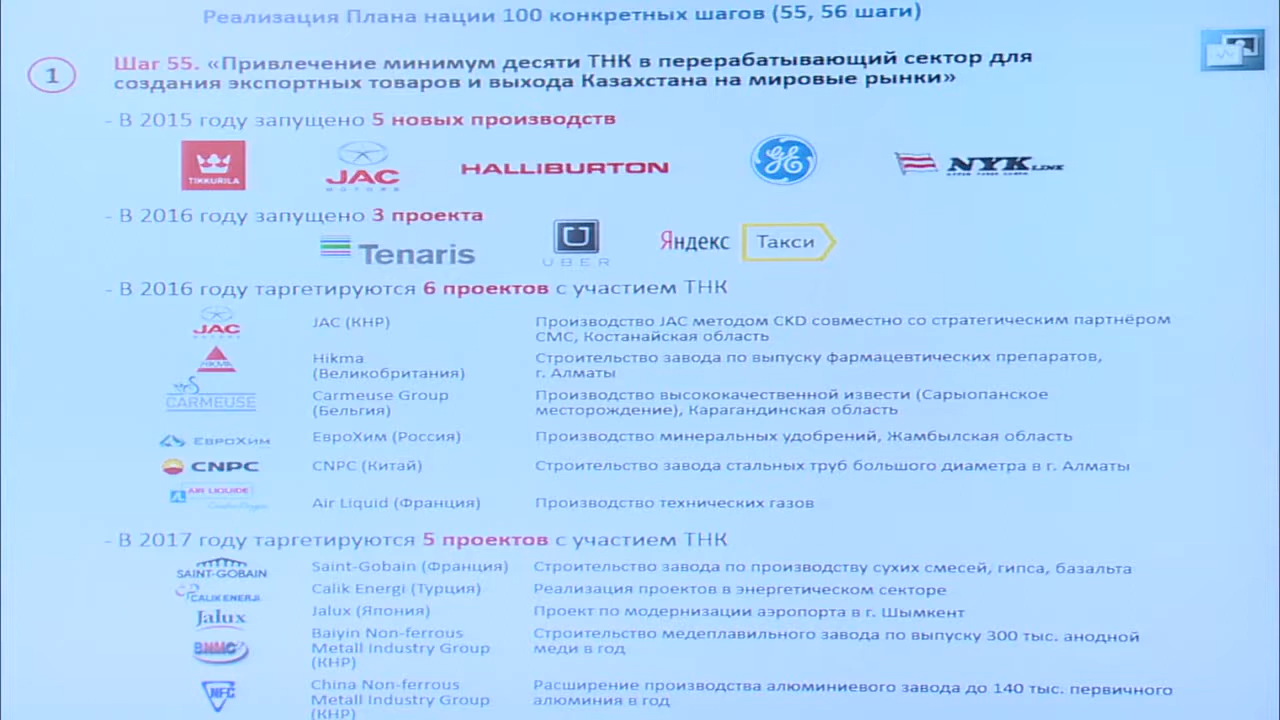 Реализация Плана нации 100 конкретных шагов (55, 56 шаги)
1
Шаг 55. «Привлечение минимум десяти ТНК в перерабатывающий сектор для
создания экспортных товаров и выхода Казахстана на мировые рынки»
- В 2015 году запущено 5 новых производств
TIKKURILA
JAC
MOTORS
HALLIBURTON
GE
NYK LINE
- В 2016 году запущено 3 проекта
Tenaris
UBER
Яндекс Такси
- В 2016 году таргетируются 6 проектов с участием ТНК
JAC
JAC (КНР)
Производство JAC методом CKD совместно со стратегическим партнёром
СМС, Костанайская область
HIKMA
Hikma
(Великобритания)
Строительство завода по выпуску фармацевтических препаратов,
г. Алматы
CARMEUSE
Carmeuse Group
(Бельгия)
Производство высококачественной извести (Сарыопанское
месторождение), Карагандинская область
ЕвроХим
ЕвроХим (Россия)
Производство минеральных удобрений, Жамбылская область
CNPC
CNPC (Китай)
Строительство завода стальных труб большого диаметра в г. Алматы
AIR LIQUIDE
Air Liquid (Франция)
Производство технических газов
- В 2017 году таргетируются 5 проектов с участием ТНК
SAINT-GOBAIN
Saint-Gobain (Франция)
Строительство завода по производству сухих смесей, гипса, базальта
CALIK ENERJI
Calik Energi (Турция)
Реализация проектов в энергетическом секторе
Jalux
Jalux (Япония)
Проект по модернизации аэропорта в г. Шымкент
BNMC
Baiyin Non-ferrous
Metall Industry Group
(КНР)
Строительство медеплавильного завода по выпуску 300 тыс. анодной
меди в год
NFC
China Non-ferrous
Metall Industry Group
(КНР)
Расширение производства алюминиевого завода до 140 тыс. первичного
алюминия в год